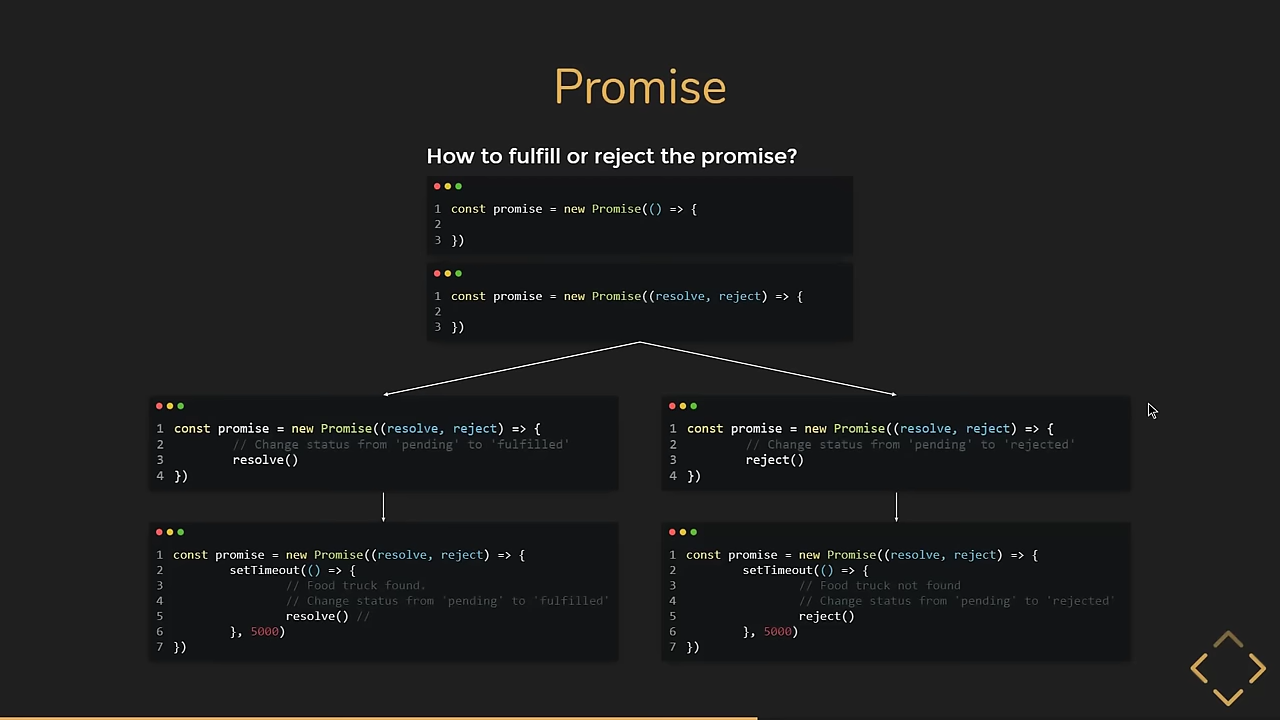 Promise
How to fulfill or reject the promise?
1 const promise = new Promise(() => {
2
3 })
1 const promise = new Promise((resolve, reject) => {
2
3 })
1 const promise = new Promise((resolve, reject) => {
2 // Change status from 'pending' to 'fulfilled'
3 resolve()
4 })
1 const promise = new Promise((resolve, reject) => {
2 // Change status from 'pending' to 'rejected'
3 reject()
4 })
1 const promise = new Promise((resolve, reject) => {
2 setTimeout(() => {
3 // Food truck found.
4 // Change status from 'pending' to 'fulfilled'
5 resolve() //
6 }, 5000)
7 })
1 const promise = new Promise((resolve, reject) => {
2 setTimeout(() => {
3 // Food truck not found
4 // Change status from 'pending' to 'rejected'
5 reject()
6 }, 5000)
7 })